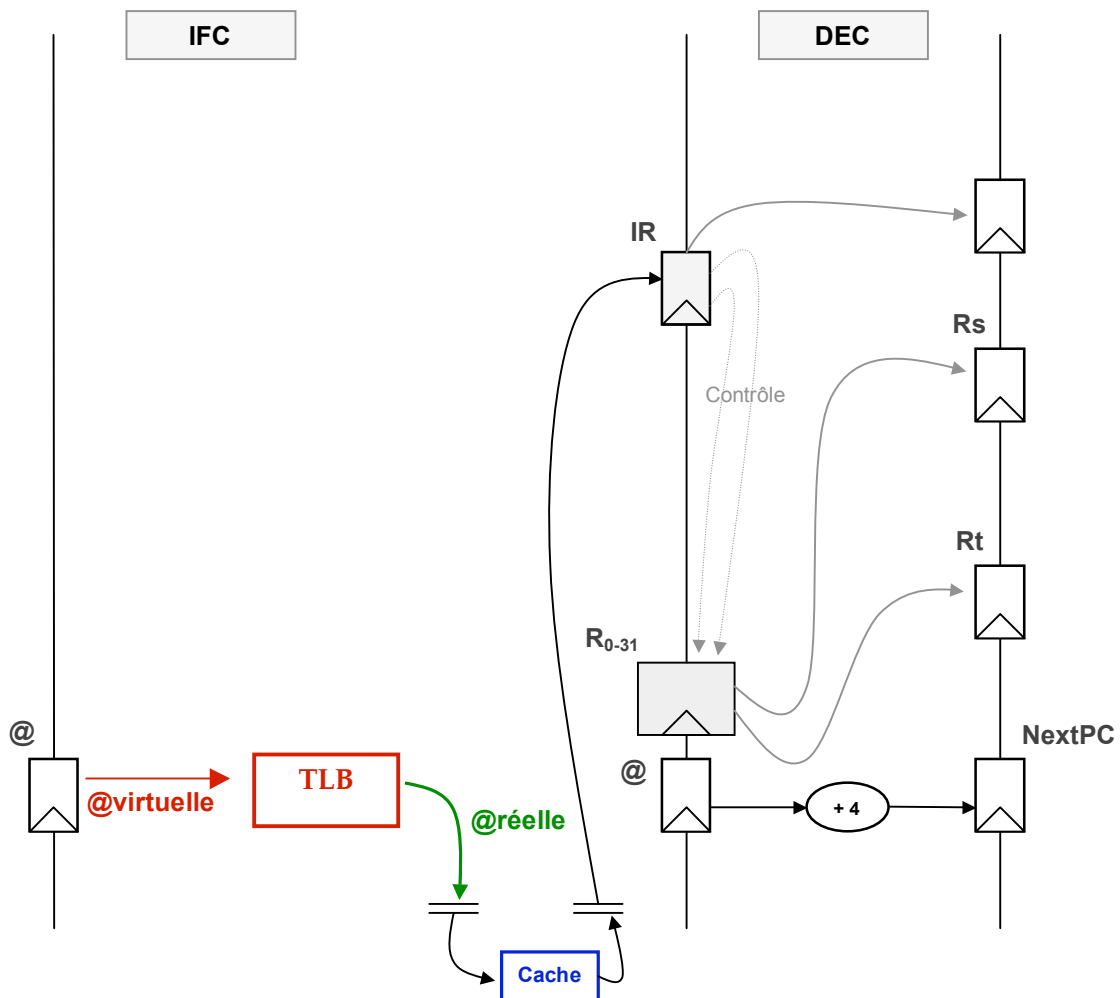 IFC
DEC
IR
Rs
Contrôle
Rt
R0-31
@
NextPC
@
TLB
@virtuelle
+ 4
@réelle
Cache